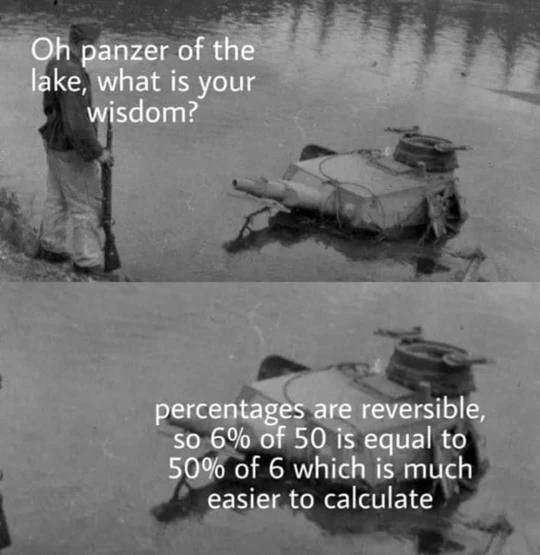 Oh panzer of the
lake, what is your
wisdom?
percentages are reversible,
so 6% of 50 is equal to
50% of 6 which is much
easier to calculate